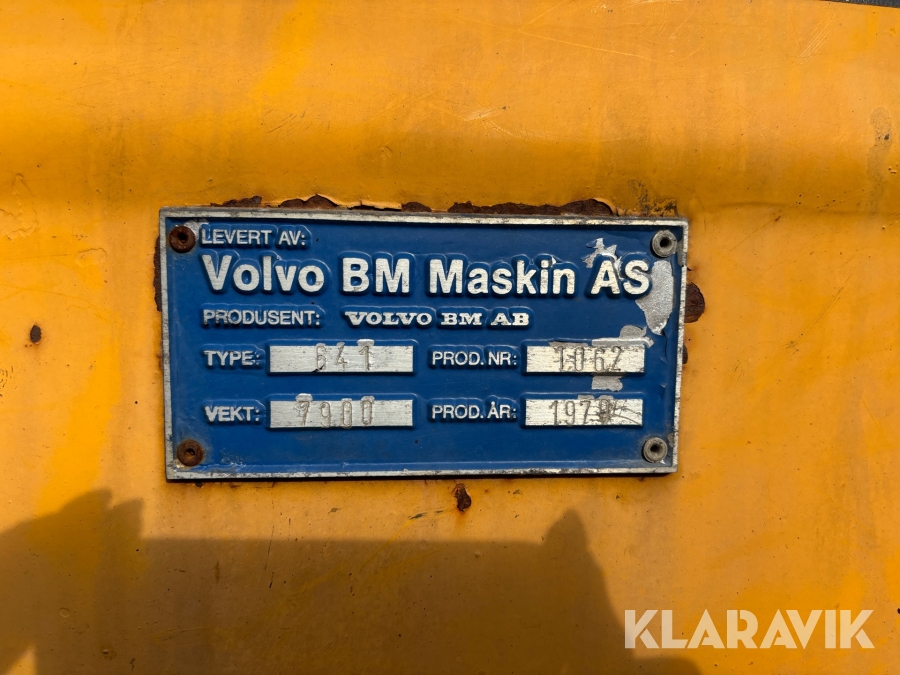 LEVERT AV:
Volvo BM Maskin AS
PRODUSENT: VOLVO BM AB
TYPE: 641 PROD. NR: 1062
VEKT: 7900 PROD. ÅR: 1979
KLARAVIK